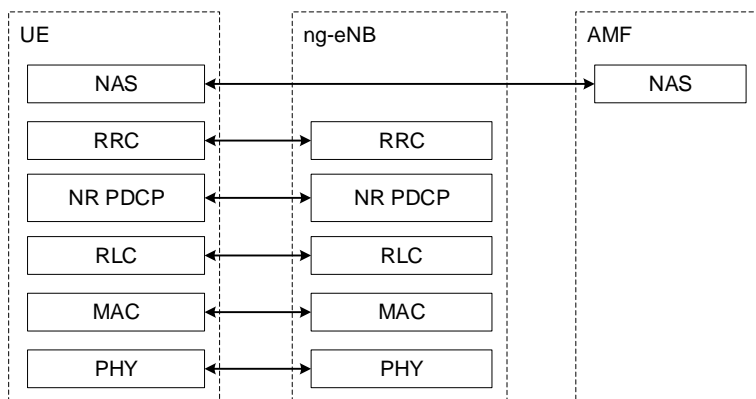 UE
ng-eNB
AMF
NAS
NAS
RRC
RRC
NR PDCP
NR PDCP
RLC
RLC
MAC
MAC
PHY
PHY